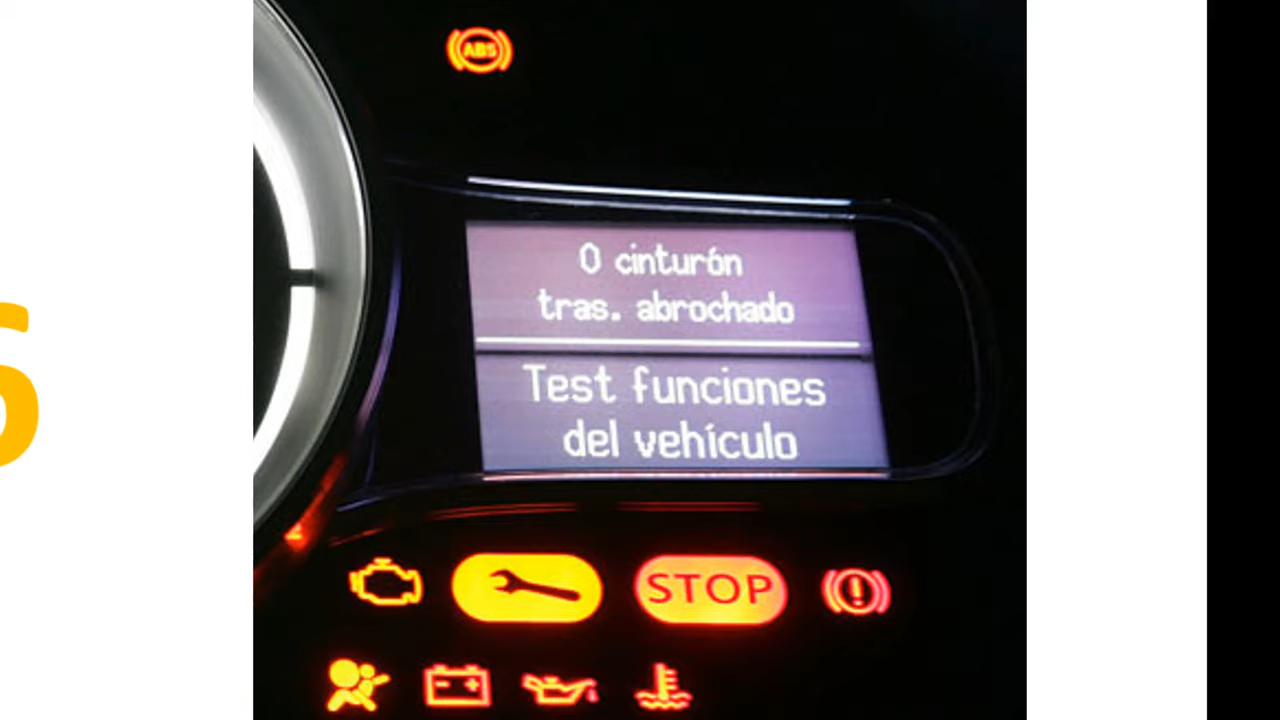 ABS
0 cinturón
tras. abrochado
Test funciones
del vehículo
STOP